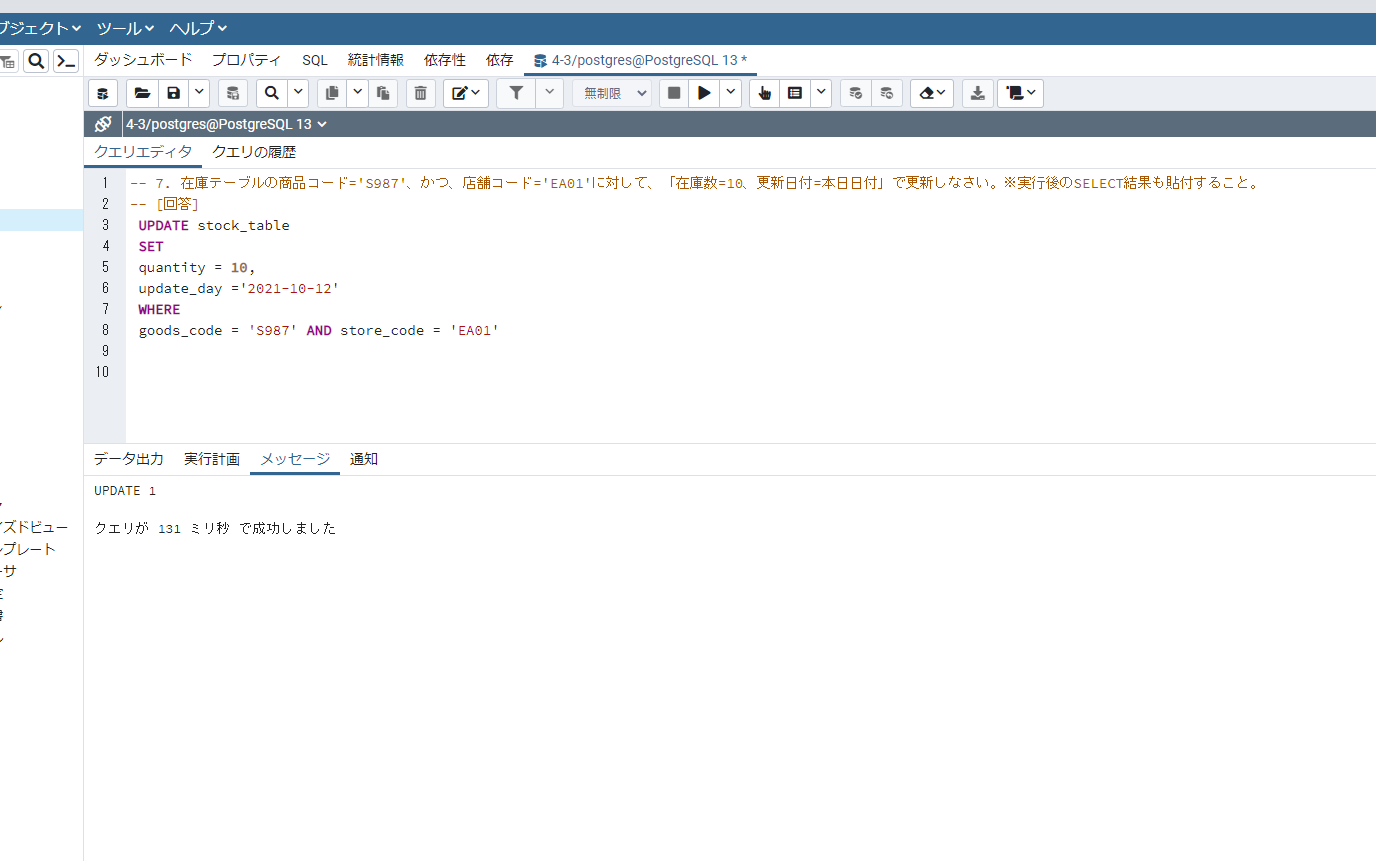 ブジェクト ツール ヘルプ
ダッシュボード プロパティ SQL 統計情報 依存性 依存 4-3/postgres@PostgreSQL 13 *
無制限
4-3/postgres@PostgreSQL 13
クエリエディタ クエリの履歴
1 -- 7. 在庫テーブルの商品コード='S987'、かつ、店舗コード='EA01'に対して、「在庫数=10、更新日付=本日日付」で更新しなさい。※実行後のSELECT結果も貼付すること。
2 -- [回答]
3 UPDATE stock_table
4 SET
5 quantity = 10,
6 update_day ='2021-10-12'
7 WHERE
8 goods_code = 'S987' AND store_code = 'EA01'
9
10
データ出力 実行計画 メッセージ 通知
UPDATE 1
クエリが 131 ミリ秒 で成功しました
イズドビュー
ンプレート
ーサ